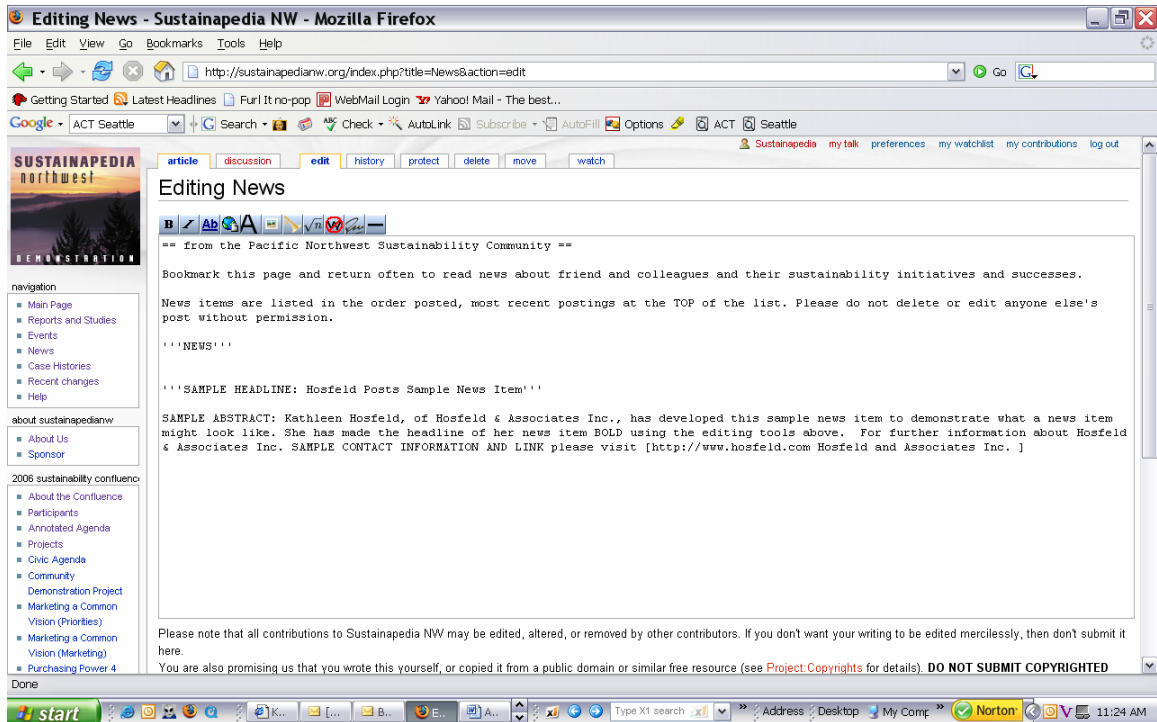 Editing News - Sustainapedia NW - Mozilla Firefox
File Edit View Go Bookmarks Tools Help
http://sustainapedianw.org/index.php?title=News&action=edit
Go
Getting Started Latest Headlines Furl It no-pop WebMail Login Yahoo! Mail - The best...
Google ACT Seattle Search Check AutoLink Subscribe AutoFill Options ACT Seattle
Sustainapedia my talk preferences my watchlist my contributions log out
SUSTAINAPEDIA
northwest
DEMONSTRATION
article discussion edit history protect delete move watch
Editing News
B I Ab A √n W
== from the Pacific Northwest Sustainability Community ==
Bookmark this page and return often to read news about friend and colleagues and their sustainability initiatives and successes.
News items are listed in the order posted, most recent postings at the TOP of the list. Please do not delete or edit anyone else's
post without permission.
'''NEWS'''
'''SAMPLE HEADLINE: Hosfeld Posts Sample News Item'''
SAMPLE ABSTRACT: Kathleen Hosfeld, of Hosfeld & Associates Inc., has developed this sample news item to demonstrate what a news item
might look like. She has made the headline of her news item BOLD using the editing tools above.  For further information about Hosfeld
& Associates Inc. SAMPLE CONTACT INFORMATION AND LINK please visit [http://www.hosfeld.com Hosfeld and Associates Inc. ]
navigation
Main Page
Reports and Studies
Events
News
Case Histories
Recent changes
Help
about sustainapedianw
About Us
Sponsor
2006 sustainability confluenc
About the Confluence
Participants
Annotated Agenda
Projects
Civic Agenda
Community
Demonstration Project
Marketing a Common
Vision (Priorities)
Marketing a Common
Vision (Marketing)
Purchasing Power 4
Please note that all contributions to Sustainapedia NW may be edited, altered, or removed by other contributors. If you don't want your writing to be edited mercilessly, then don't submit it
here.
You are also promising us that you wrote this yourself, or copied it from a public domain or similar free resource (see Project:Copyrights for details). DO NOT SUBMIT COPYRIGHTED
Done
start K.. [... B.. E.. A.. Type X1 search x1 Address Desktop My Comp Norton 11:24 AM